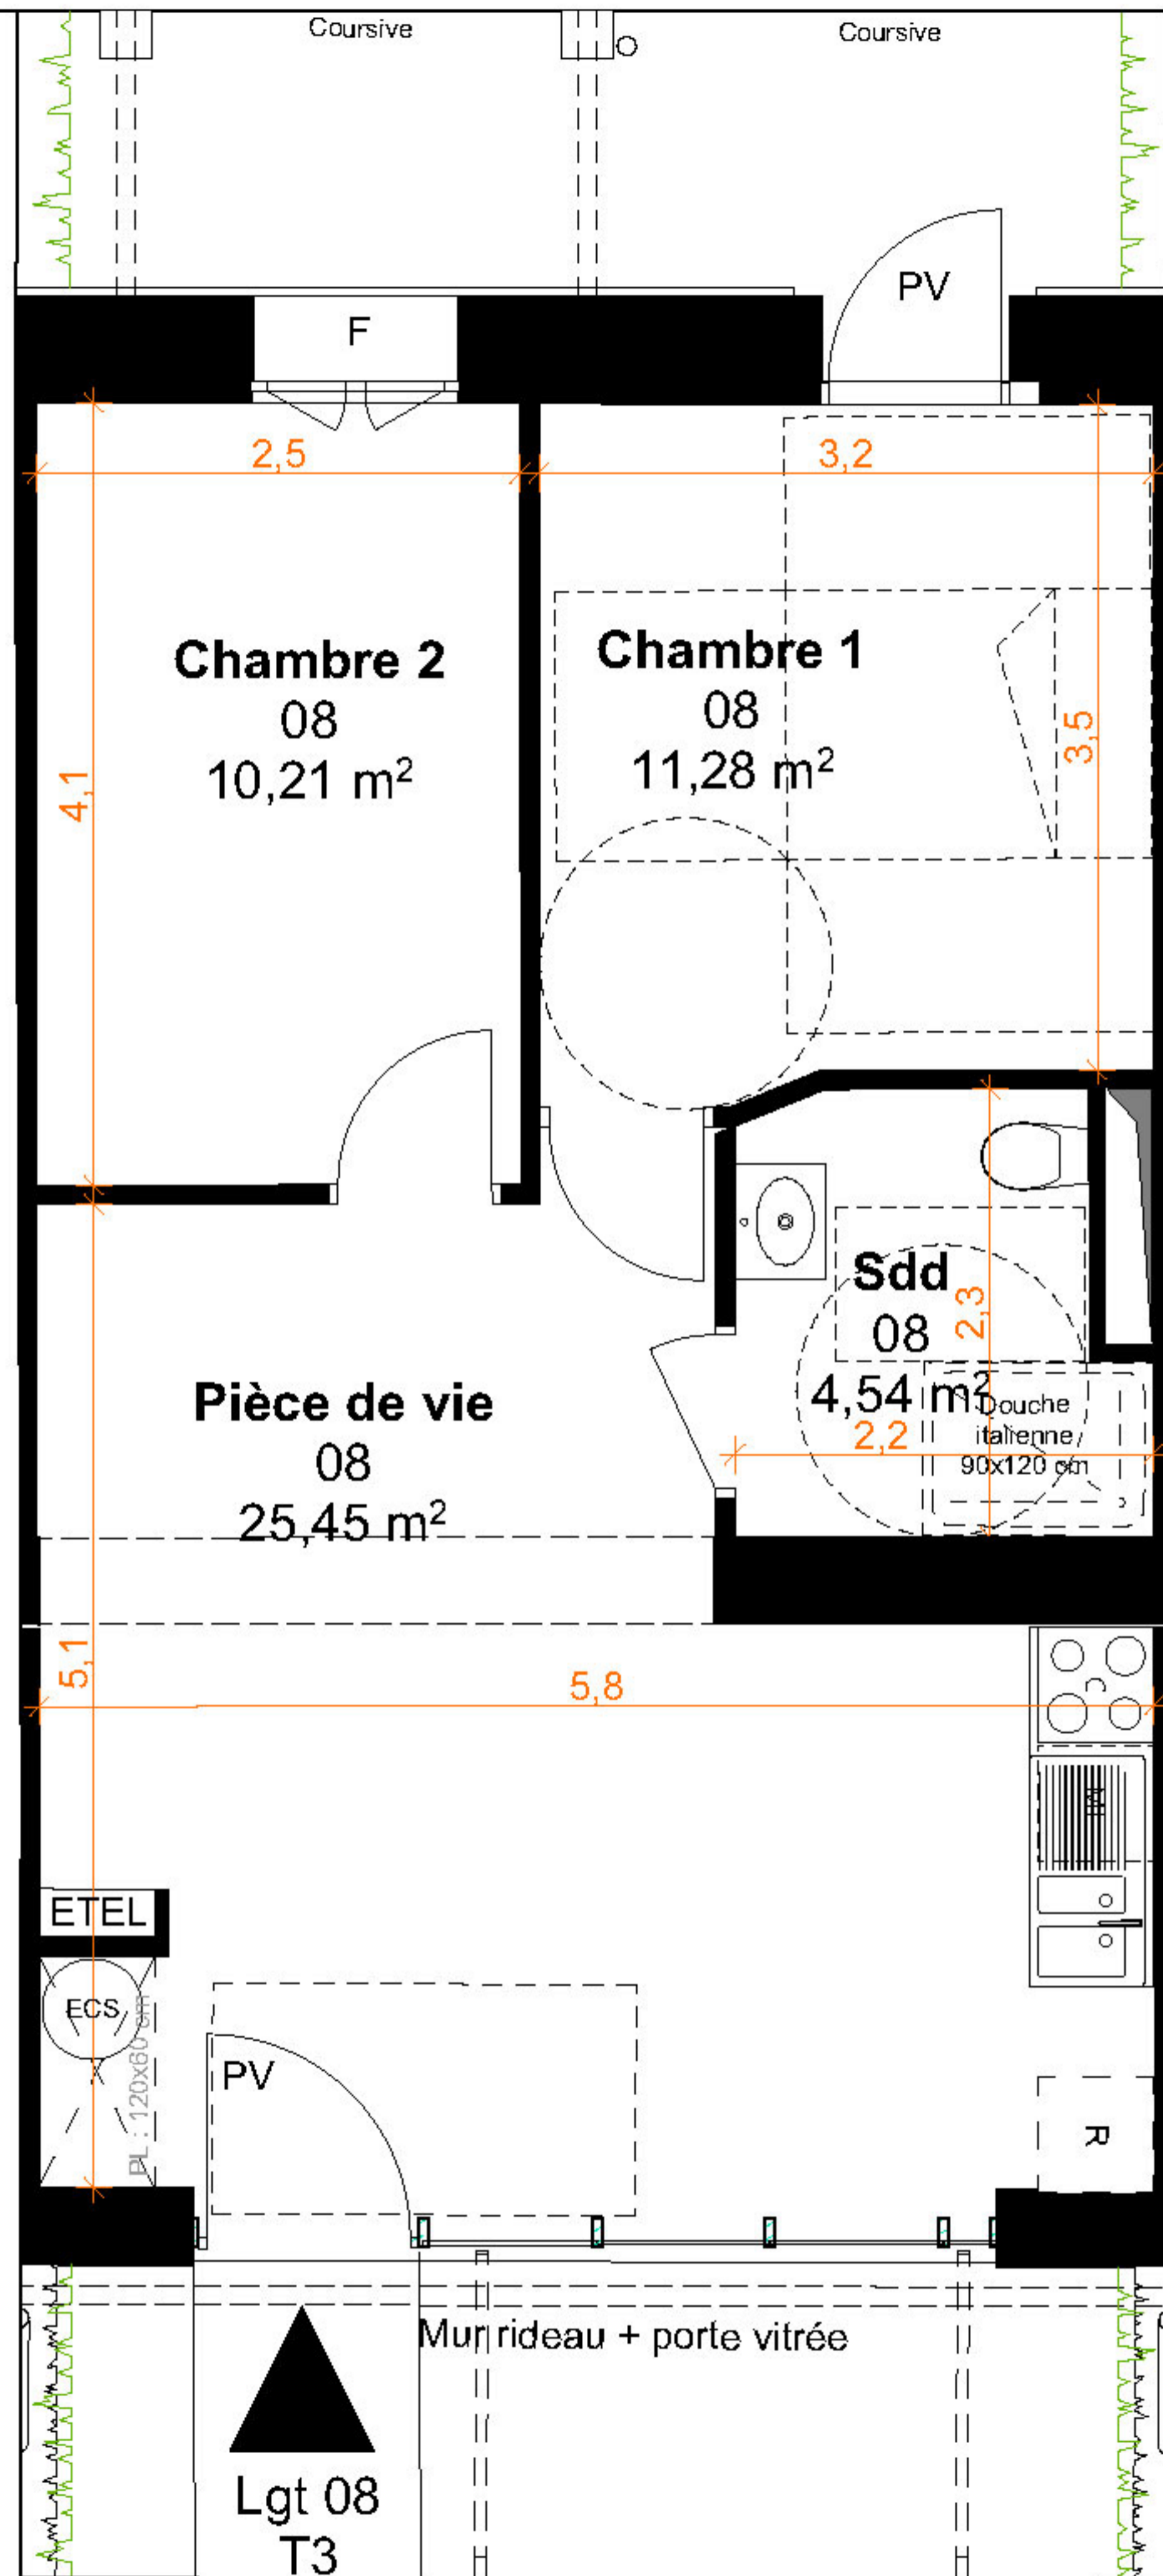 Coursive
Coursive
PV
F
2,5
3,2
Chambre 2
08
10,21 m²
Chambre 1
08
11,28 m²
3,5
4,1
Sdd
08
4,54 m²
2,3
2,2
Douche
italienne
90x120 cm
Pièce de vie
08
25,45 m²
5,1
5,8
C
ML
ETEL
ECS
PL : 120x60 cm
PV
R
Mur rideau + porte vitrée
Lgt 08
T3